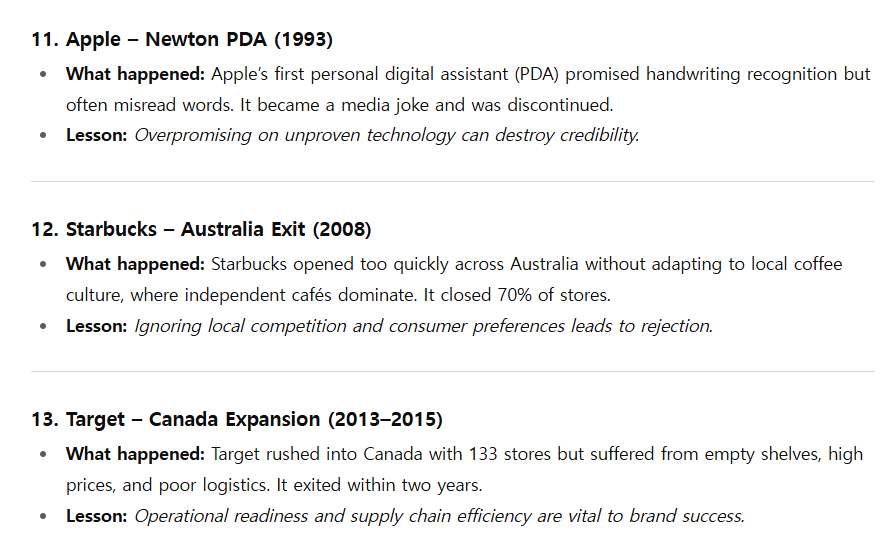 11. Apple – Newton PDA (1993)
• What happened: Apple's first personal digital assistant (PDA) promised handwriting recognition but
often misread words. It became a media joke and was discontinued.
• Lesson: Overpromising on unproven technology can destroy credibility.
12. Starbucks – Australia Exit (2008)
• What happened: Starbucks opened too quickly across Australia without adapting to local coffee
culture, where independent cafés dominate. It closed 70% of stores.
• Lesson: Ignoring local competition and consumer preferences leads to rejection.
13. Target – Canada Expansion (2013–2015)
• What happened: Target rushed into Canada with 133 stores but suffered from empty shelves, high
prices, and poor logistics. It exited within two years.
• Lesson: Operational readiness and supply chain efficiency are vital to brand success.